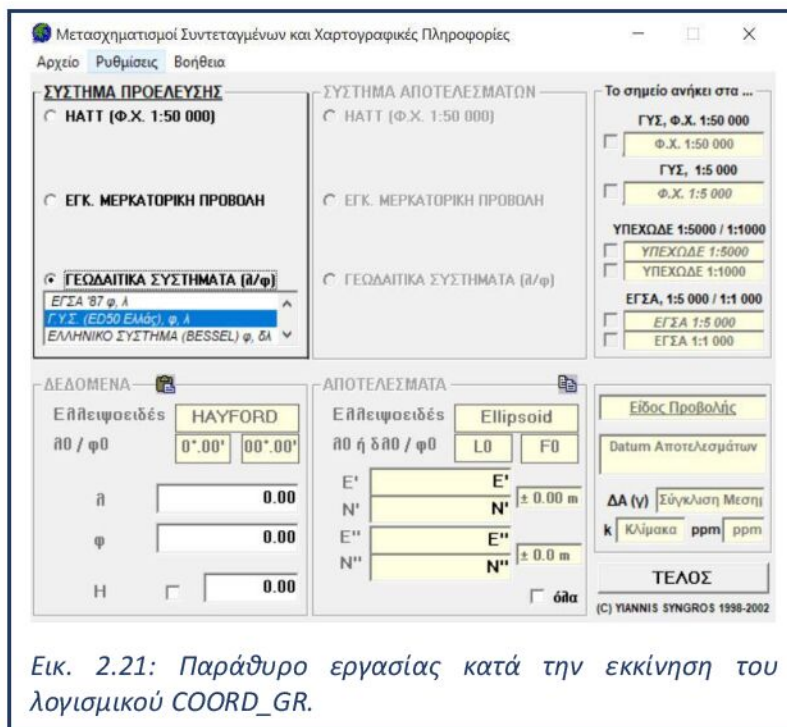 Μετασχηματισμοί Συντεταγμένων και Χαρτογραφικές Πληροφορίες
Αρχείο Ρυθμίσεις Βοήθεια
ΣΥΣΤΗΜΑ ΠΡΟΕΛΕΥΣΗΣ
HATT (Φ.Χ. 1:50 000)
ΕΓΚ. ΜΕΡΚΑΤΟΡΙΚΗ ΠΡΟΒΟΛΗ
ΓΕΩΔΑΙΤΙΚΑ ΣΥΣΤΗΜΑΤΑ (λ/φ)
ΕΓΣΑ '87 φ, λ
Γ.Υ.Σ. (ED50 Ελλάς), φ, λ
ΕΛΛΗΝΙΚΟ ΣΥΣΤΗΜΑ (BESSEL) φ, δλ
ΣΥΣΤΗΜΑ ΑΠΟΤΕΛΕΣΜΑΤΩΝ
HATT (Φ.Χ. 1:50 000)
ΕΓΚ. ΜΕΡΚΑΤΟΡΙΚΗ ΠΡΟΒΟΛΗ
ΓΕΩΔΑΙΤΙΚΑ ΣΥΣΤΗΜΑΤΑ (λ/φ)
Το σημείο ανήκει στα ...
ΓΥΣ, Φ.Χ. 1:50 000
Φ.Χ. 1:50 000
ΓΥΣ, 1:5 000
Φ.Χ. 1:5 000
ΥΠΕΧΩΔΕ 1:5000 / 1:1000
ΥΠΕΧΩΔΕ 1:5000
ΥΠΕΧΩΔΕ 1:1000
ΕΓΣΑ, 1:5 000 / 1:1 000
ΕΓΣΑ 1:5 000
ΕΓΣΑ 1:1 000
ΔΕΔΟΜΕΝΑ
Ελλειψοειδές HAYFORD
λ0 / φ0 0°.00' 00°.00'
λ 0.00
φ 0.00
H 0.00
ΑΠΟΤΕΛΕΣΜΑΤΑ
Ελλειψοειδές Ellipsoid
λ0 ή δλ0 / φ0 L0 F0
E' E'
± 0.00 m
N' N'
E'' E''
± 0.0 m
N'' N''
όλα
Είδος Προβολής
Datum Αποτελεσμάτων
ΔΑ (γ) Σύγκλιση Μεσημ
k Κλίμακα ppm ppm
ΤΕΛΟΣ
(C) YIANNIS SYNGROS 1998-2002
Εικ. 2.21: Παράθυρο εργασίας κατά την εκκίνηση του
λογισμικού COORD_GR.